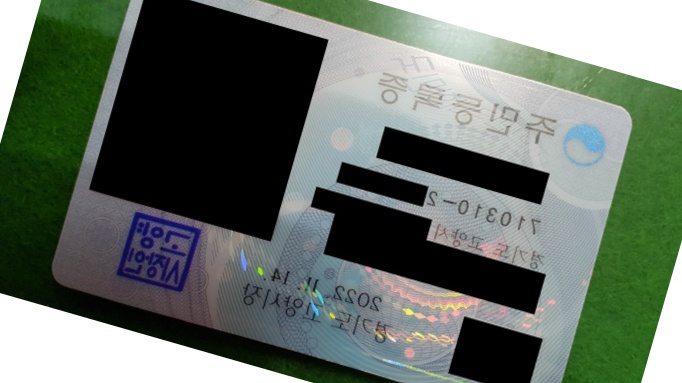 주민등록증
710310-2
경기도 고양시
2022. 11. 14.
경기도 고양시장